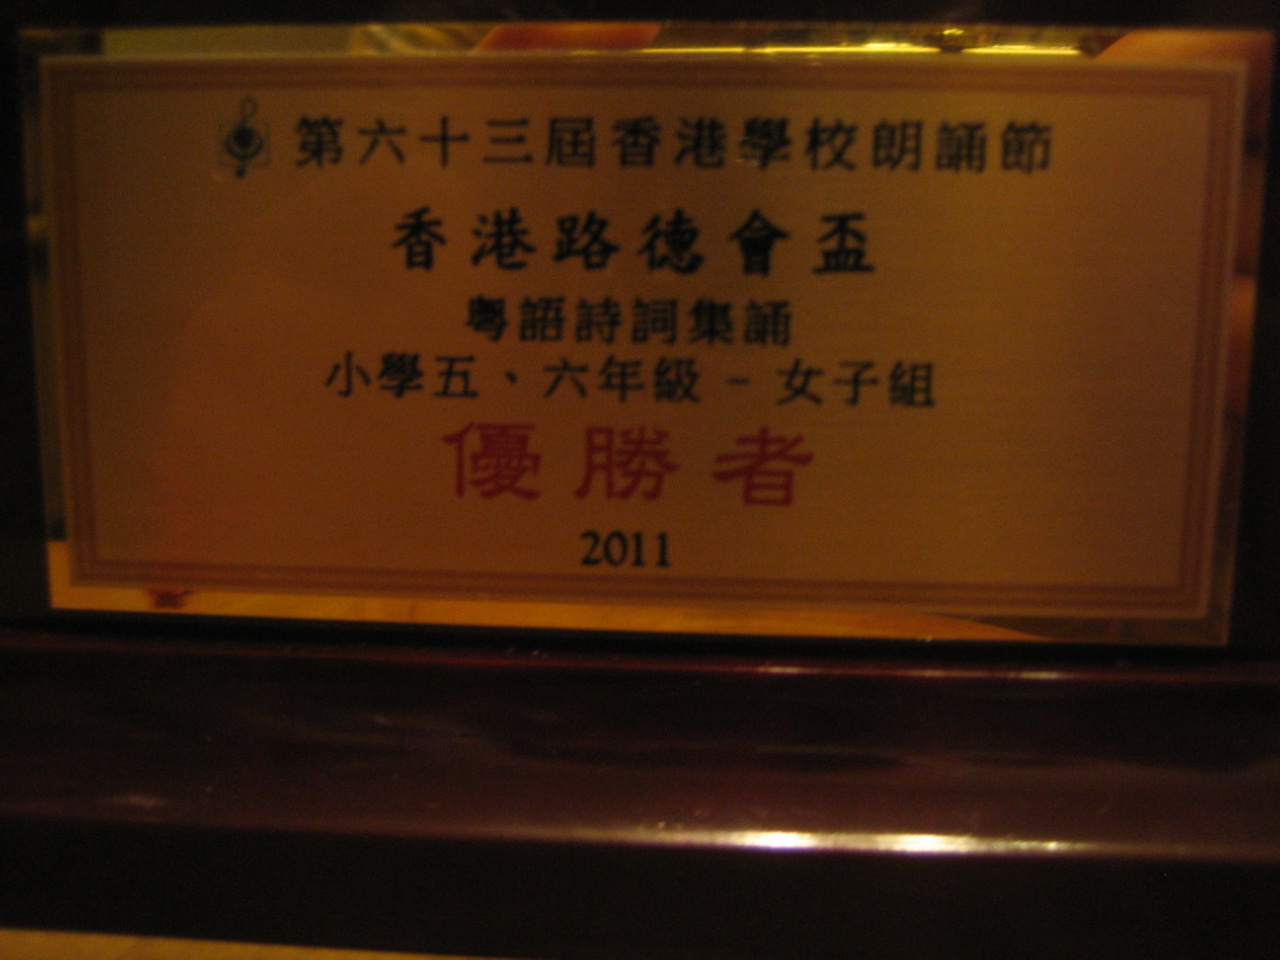 第六十三屆香港學校朗誦節
香港路德會盃
粵語詩詞集誦
小學五、六年級 - 女子組
優勝者
2011